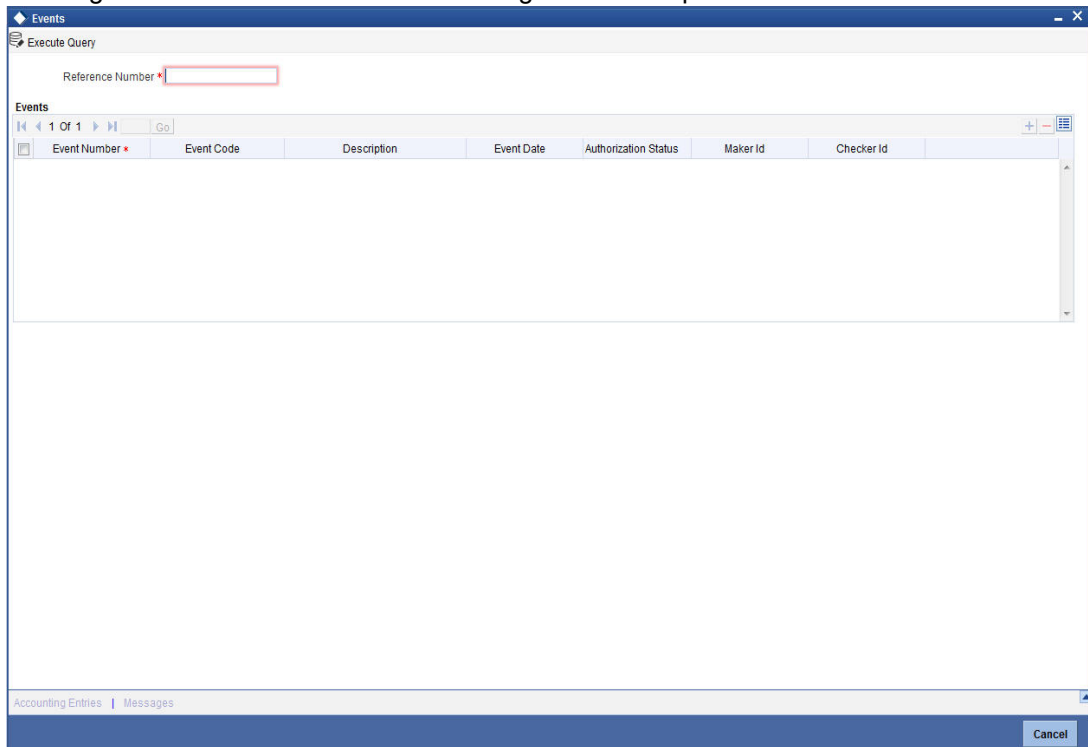 Events
Execute Query
Reference Number *
Events
1 Of 1 Go
Event Number * Event Code Description Event Date Authorization Status Maker Id Checker Id
Accounting Entries | Messages
Cancel